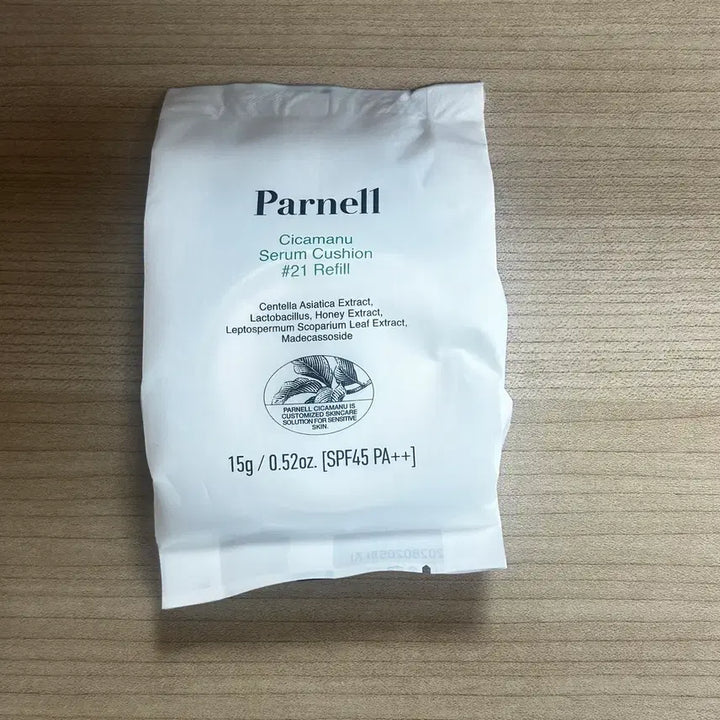 Parnell
Cicamanu
Serum Cushion
#21 Refill
Centella Asiatica Extract,
Lactobacillus, Honey Extract,
Leptospermum Scoparium Leaf Extract,
Madecassoside
PARNELL CICAMANU IS
CUSTOMIZED SKINCARE
SOLUTION FOR SENSITIVE
SKIN.
15g / 0.52oz. [SPF45 PA++]